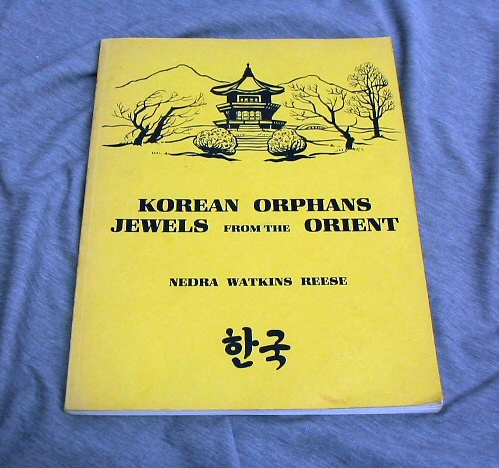 KOREAN ORPHANS
JEWELS FROM THE ORIENT
NEDRA WATKINS REESE
한국